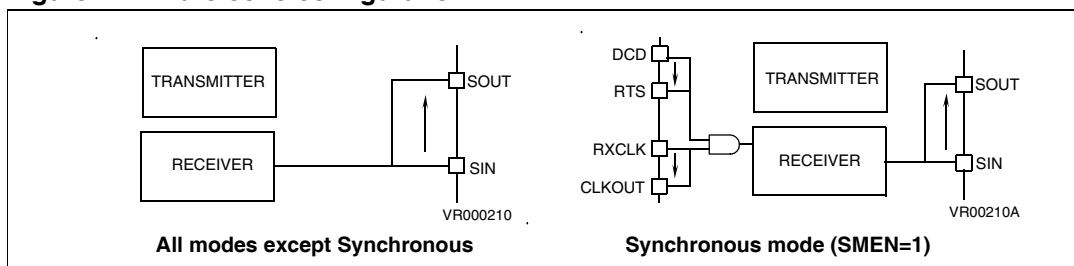 TRANSMITTER
RECEIVER
SOUT
SIN
VR000210
All modes except Synchronous
DCD
RTS
RXCLK
CLKOUT
TRANSMITTER
RECEIVER
SOUT
SIN
VR00210A
Synchronous mode (SMEN=1)